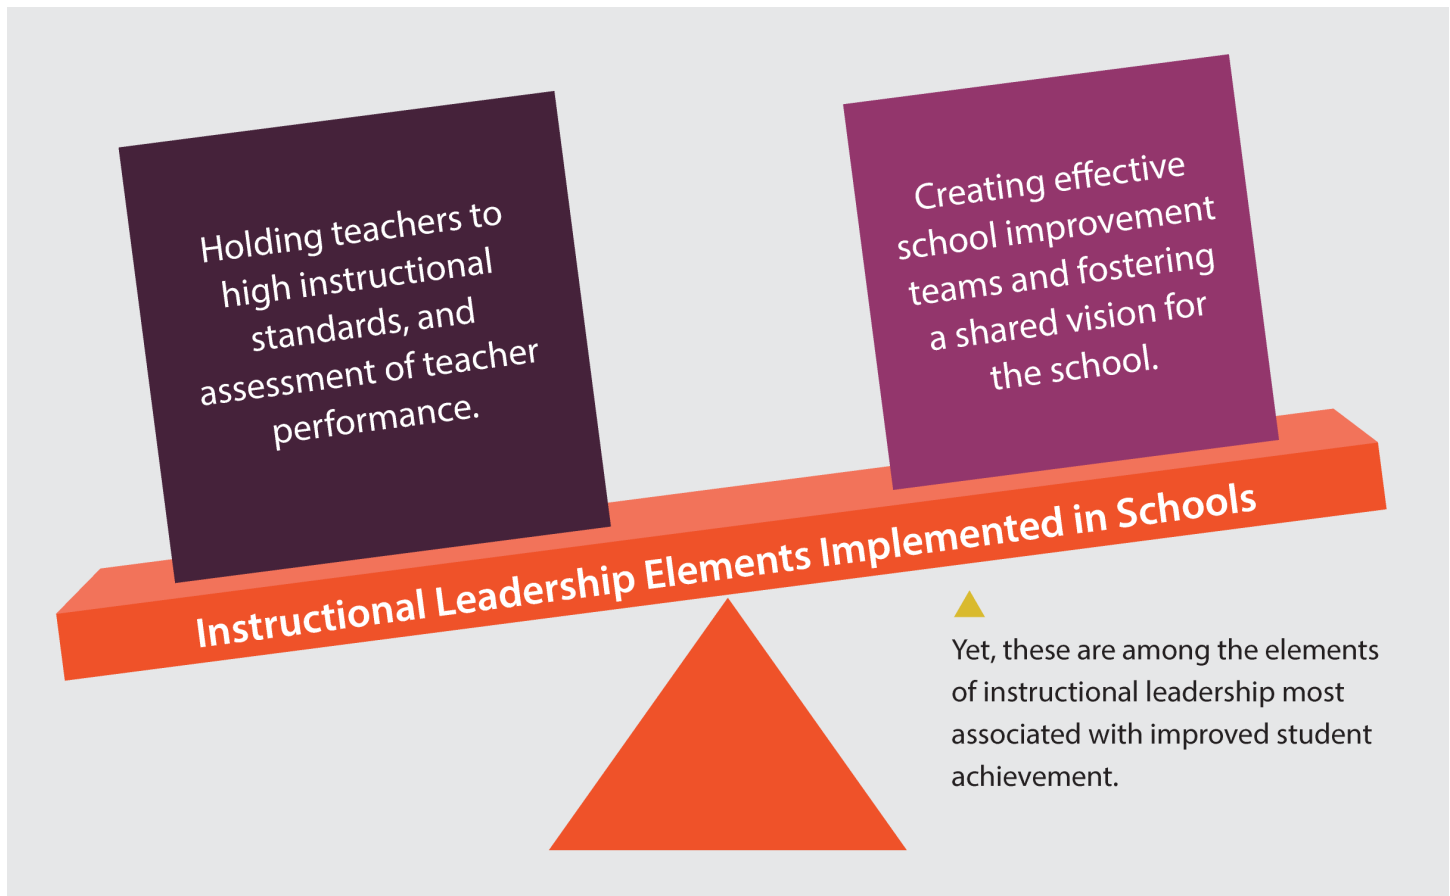 Holding teachers to
high instructional
standards, and
assessment of teacher
performance.
Creating effective
school improvement
teams and fostering
a shared vision for
the school.
Instructional Leadership Elements Implemented in Schools
Yet, these are among the elements
of instructional leadership most
associated with improved student
achievement.